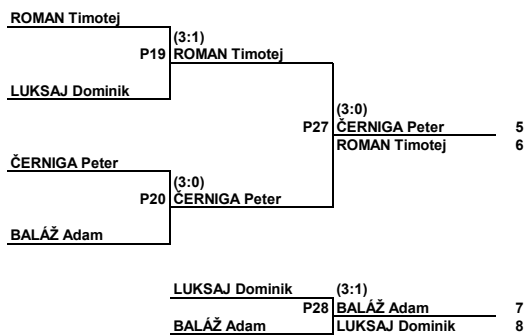 ROMAN Timotej
(3:1)
P19 ROMAN Timotej
LUKSAJ Dominik
(3:0)
P27 ČERNIGA Peter 5
ROMAN Timotej 6
ČERNIGA Peter
(3:0)
P20 ČERNIGA Peter
BALÁŽ Adam
LUKSAJ Dominik (3:1)
P28 BALÁŽ Adam 7
BALÁŽ Adam LUKSAJ Dominik 8